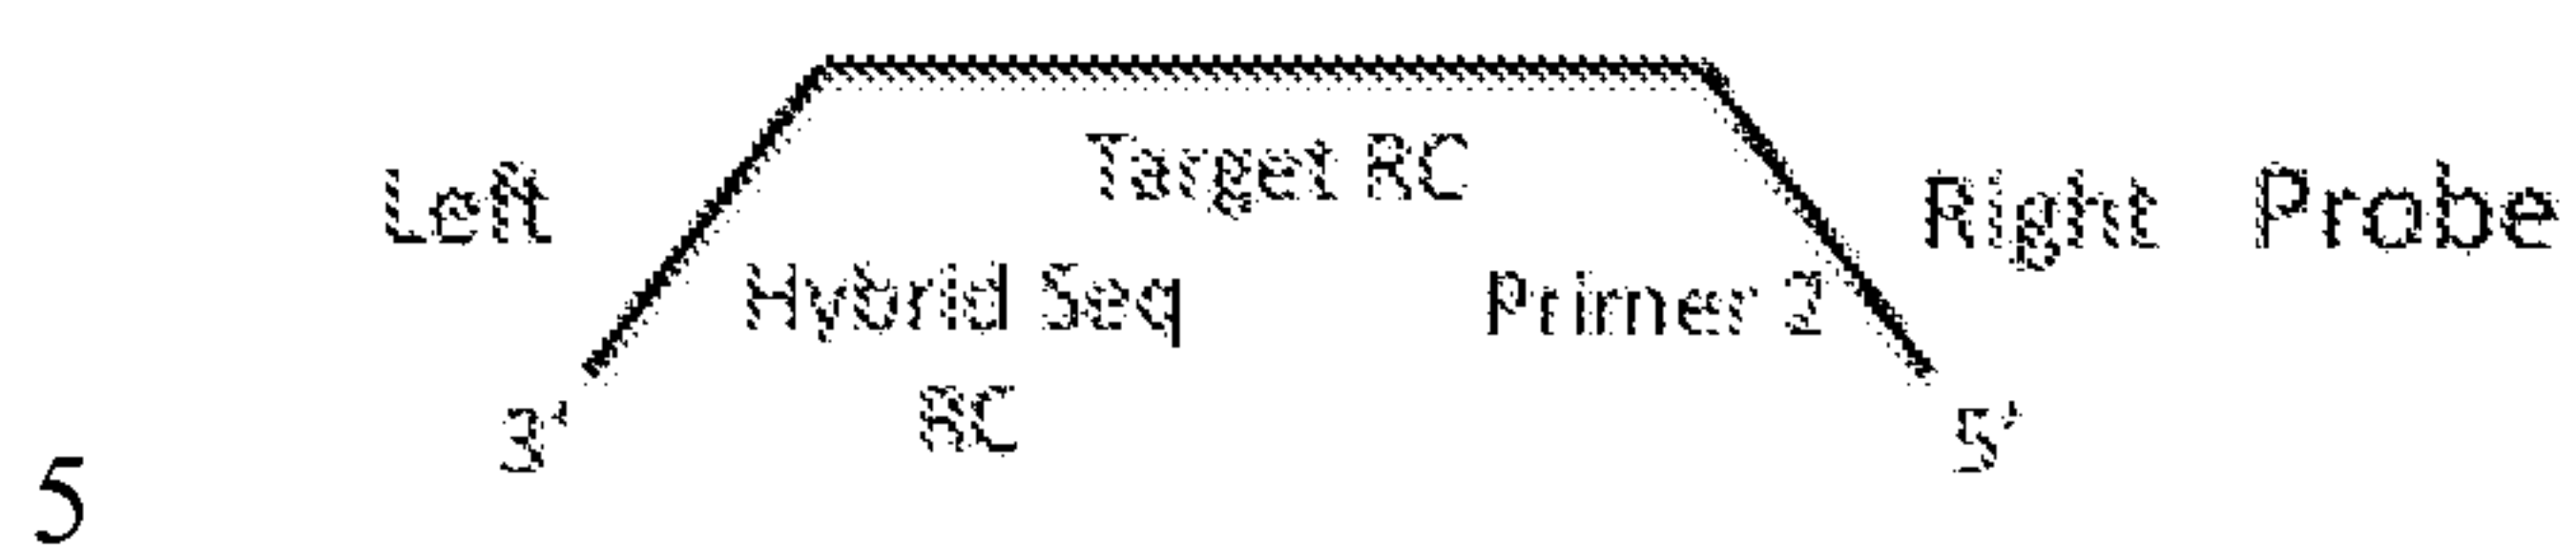 Target RC
Left Right Probe
Hybrid Seq Primer 2
RC
3' 5'
5